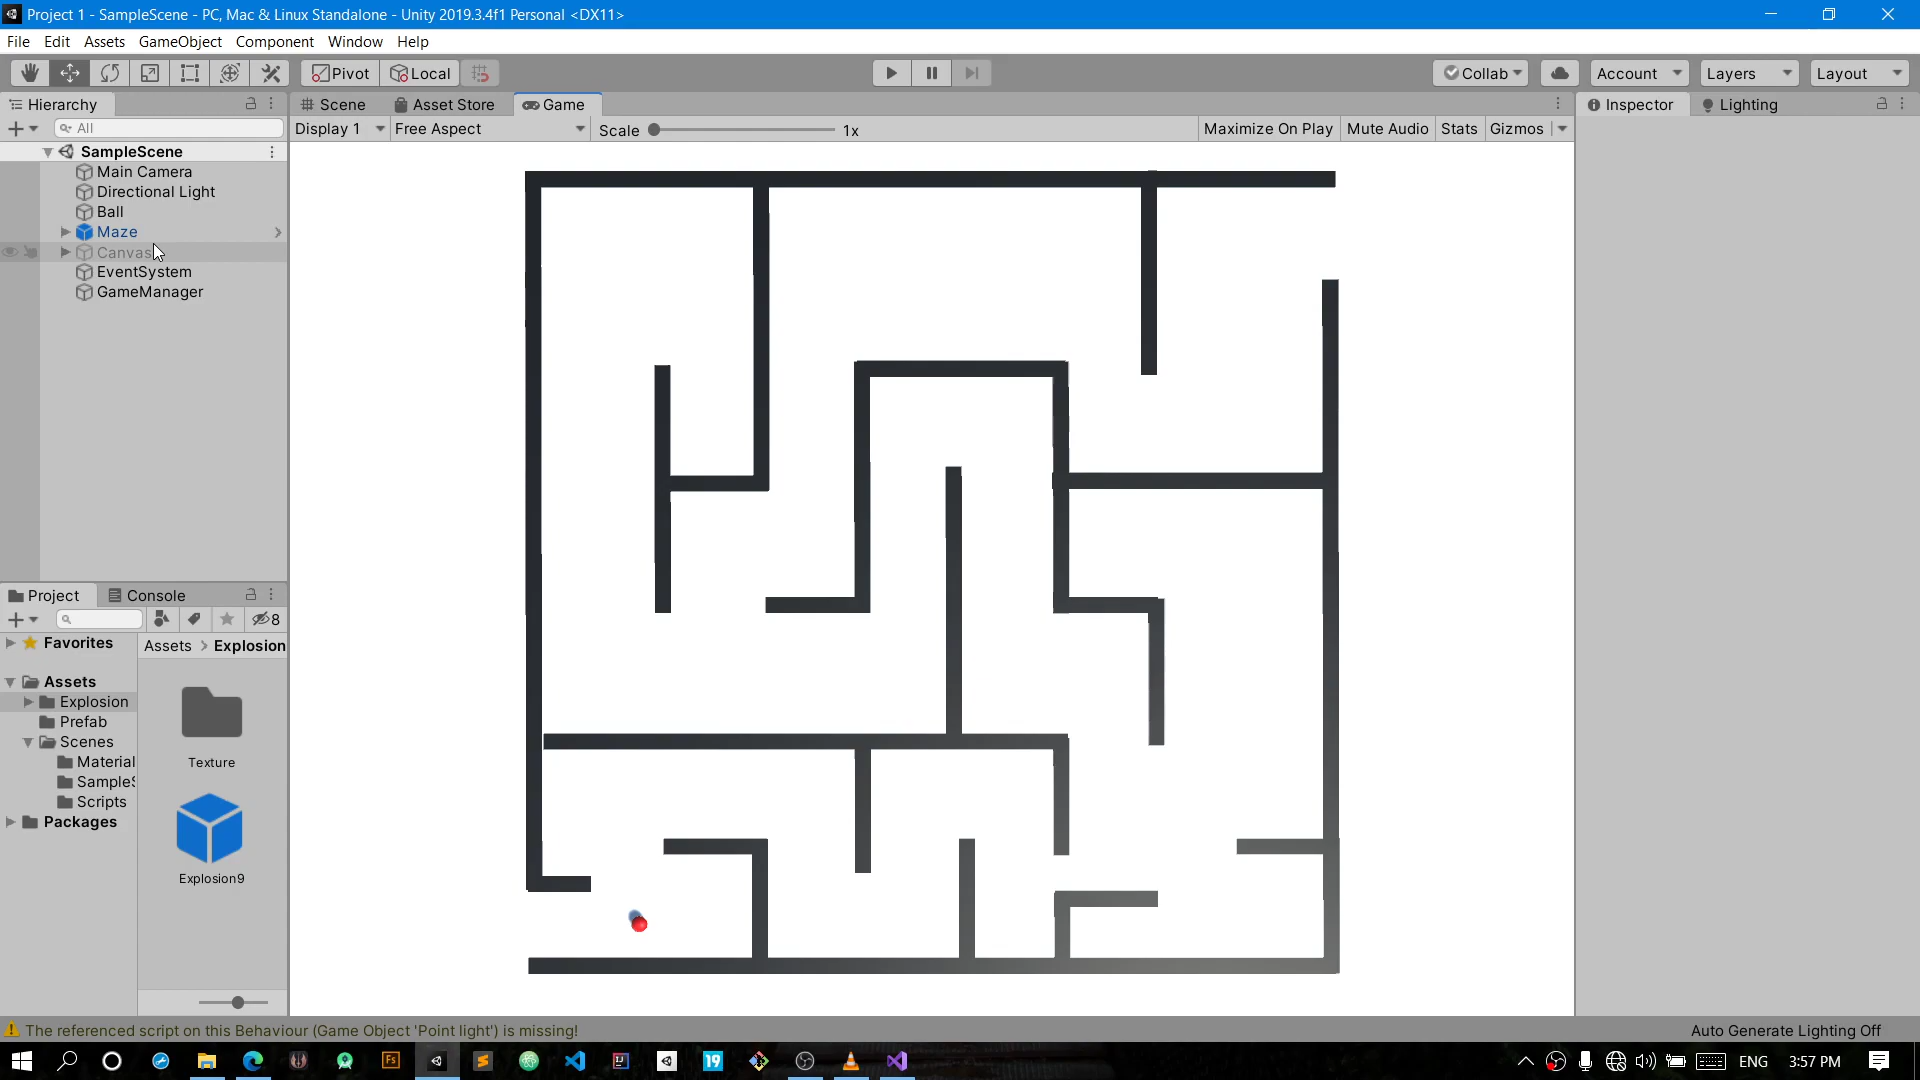 Project 1 - SampleScene - PC, Mac & Linux Standalone - Unity 2019.3.4f1 Personal <DX11>
File Edit Assets GameObject Component Window Help
Pivot Local Collab Account Layers Layout
Hierarchy Scene Asset Store Game Inspector Lighting
All Display 1 Free Aspect Scale 1x Maximize On Play Mute Audio Stats Gizmos
SampleScene
Main Camera
Directional Light
Ball
Maze
Canvas
EventSystem
GameManager
Project Console
8
Favorites
Assets > Explosion
Assets
Explosion
Prefab
Scenes
Material
SampleS
Scripts
Packages
Texture
Explosion9
The referenced script on this Behaviour (Game Object 'Point light') is missing!
Auto Generate Lighting Off
Fs 19 ENG 3:57 PM